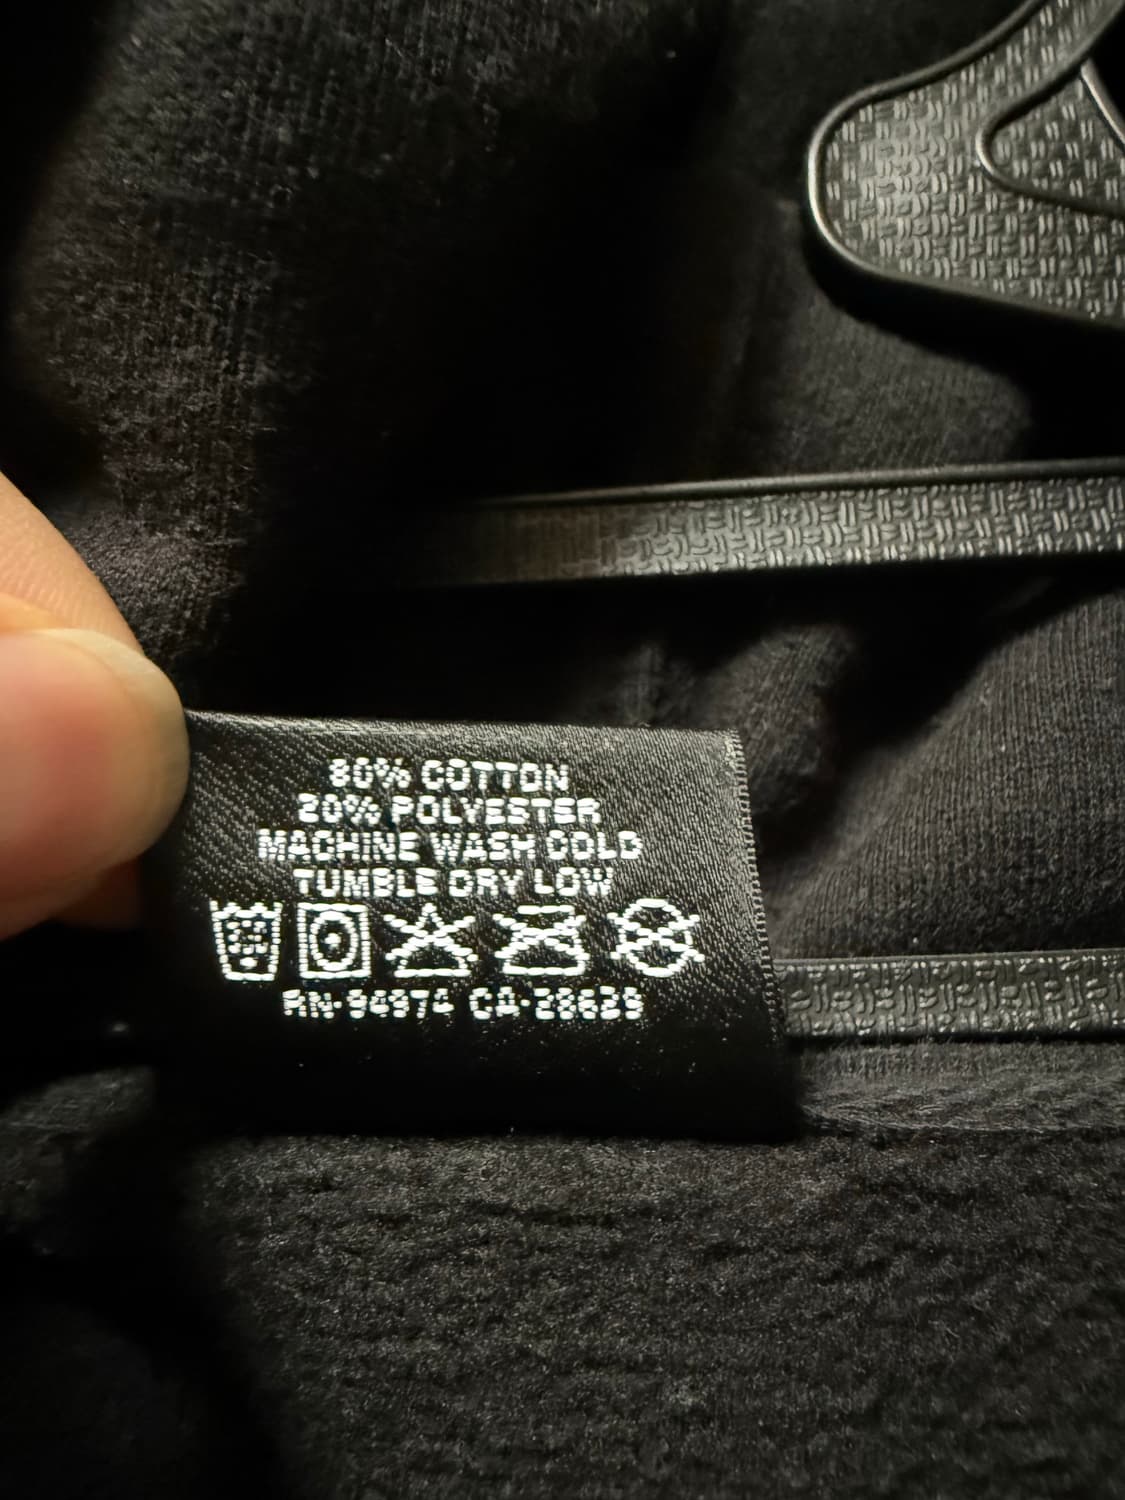 80% COTTON
20% POLYESTER
MACHINE WASH COLD
TUMBLE DRY LOW
RN-94974 CA-28629